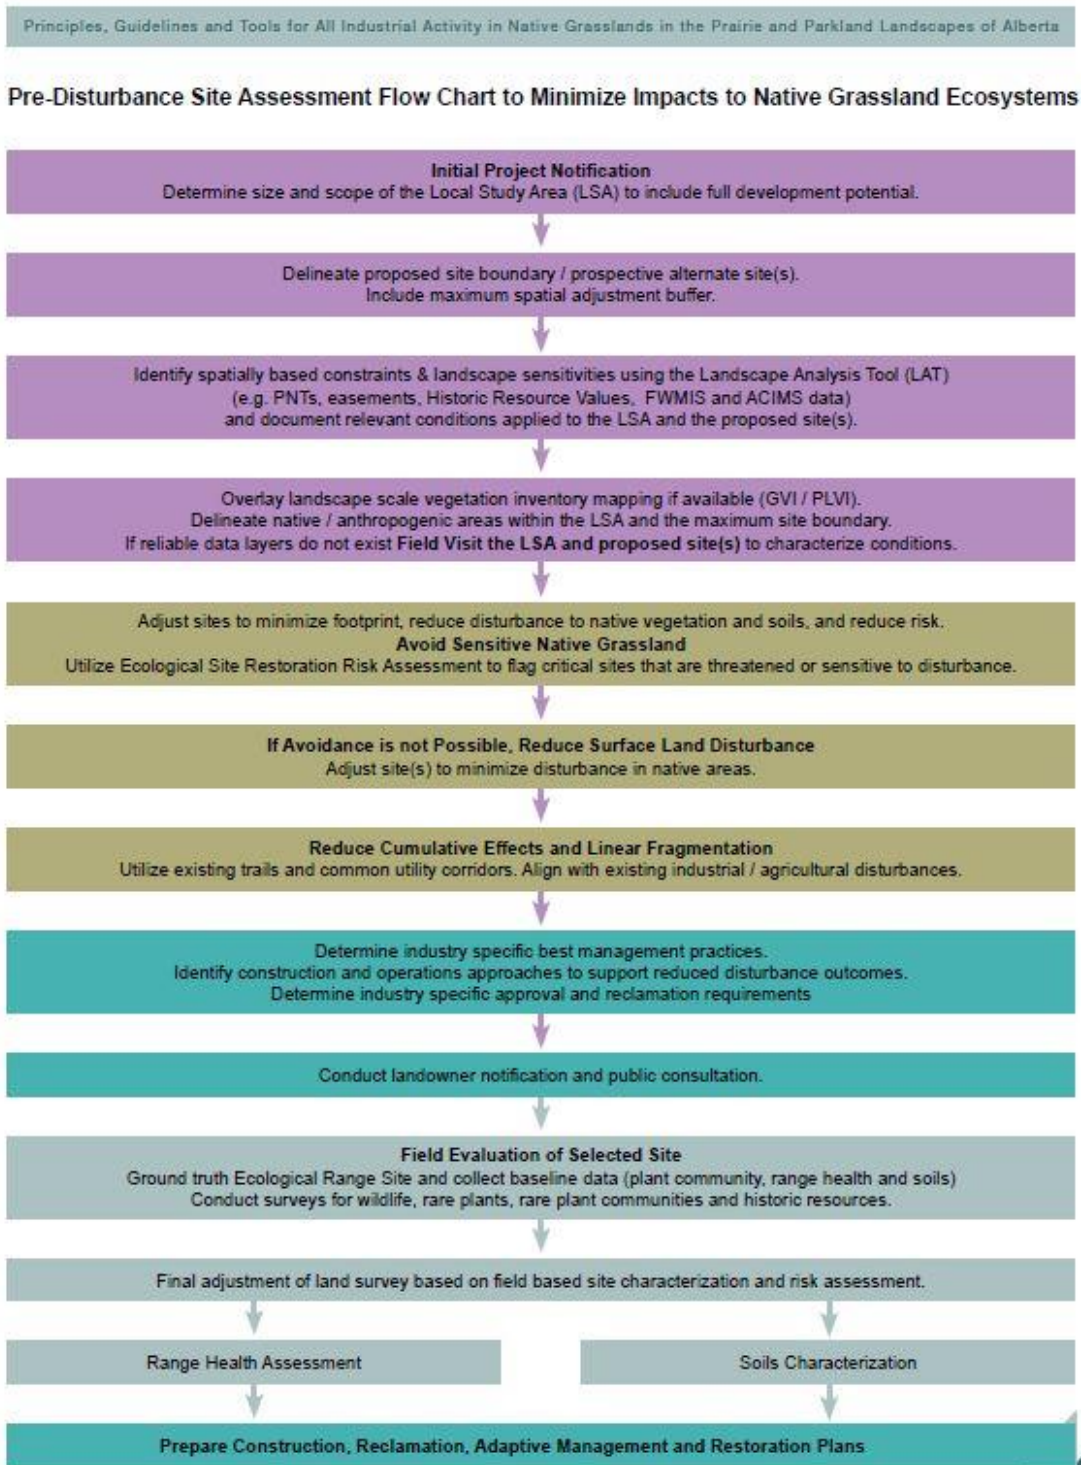 Principles, Guidelines and Tools for All Industrial Activity in Native Grasslands in the Prairie and Parkland Landscapes of Alberta
Pre-Disturbance Site Assessment Flow Chart to Minimize Impacts to Native Grassland Ecosystems
Initial Project Notification
Determine size and scope of the Local Study Area (LSA) to include full development potential.
Delineate proposed site boundary / prospective alternate site(s).
Include maximum spatial adjustment buffer.
Identify spatially based constraints & landscape sensitivities using the Landscape Analysis Tool (LAT)
(e.g. PNTs, easements, Historic Resource Values, FWMIS and ACIMS data)
and document relevant conditions applied to the LSA and the proposed site(s).
Overlay landscape scale vegetation inventory mapping if available (GVI / PLVI).
Delineate native / anthropogenic areas within the LSA and the maximum site boundary.
If reliable data layers do not exist Field Visit the LSA and proposed site(s) to characterize conditions.
Adjust sites to minimize footprint, reduce disturbance to native vegetation and soils, and reduce risk.
Avoid Sensitive Native Grassland
Utilize Ecological Site Restoration Risk Assessment to flag critical sites that are threatened or sensitive to disturbance.
If Avoidance is not Possible, Reduce Surface Land Disturbance
Adjust site(s) to minimize disturbance in native areas.
Reduce Cumulative Effects and Linear Fragmentation
Utilize existing trails and common utility corridors. Align with existing industrial / agricultural disturbances.
Determine industry specific best management practices.
Identify construction and operations approaches to support reduced disturbance outcomes.
Determine industry specific approval and reclamation requirements
Conduct landowner notification and public consultation.
Field Evaluation of Selected Site
Ground truth Ecological Range Site and collect baseline data (plant community, range health and soils)
Conduct surveys for wildlife, rare plants, rare plant communities and historic resources.
Final adjustment of land survey based on field based site characterization and risk assessment.
Range Health Assessment
Soils Characterization
Prepare Construction, Reclamation, Adaptive Management and Restoration Plans